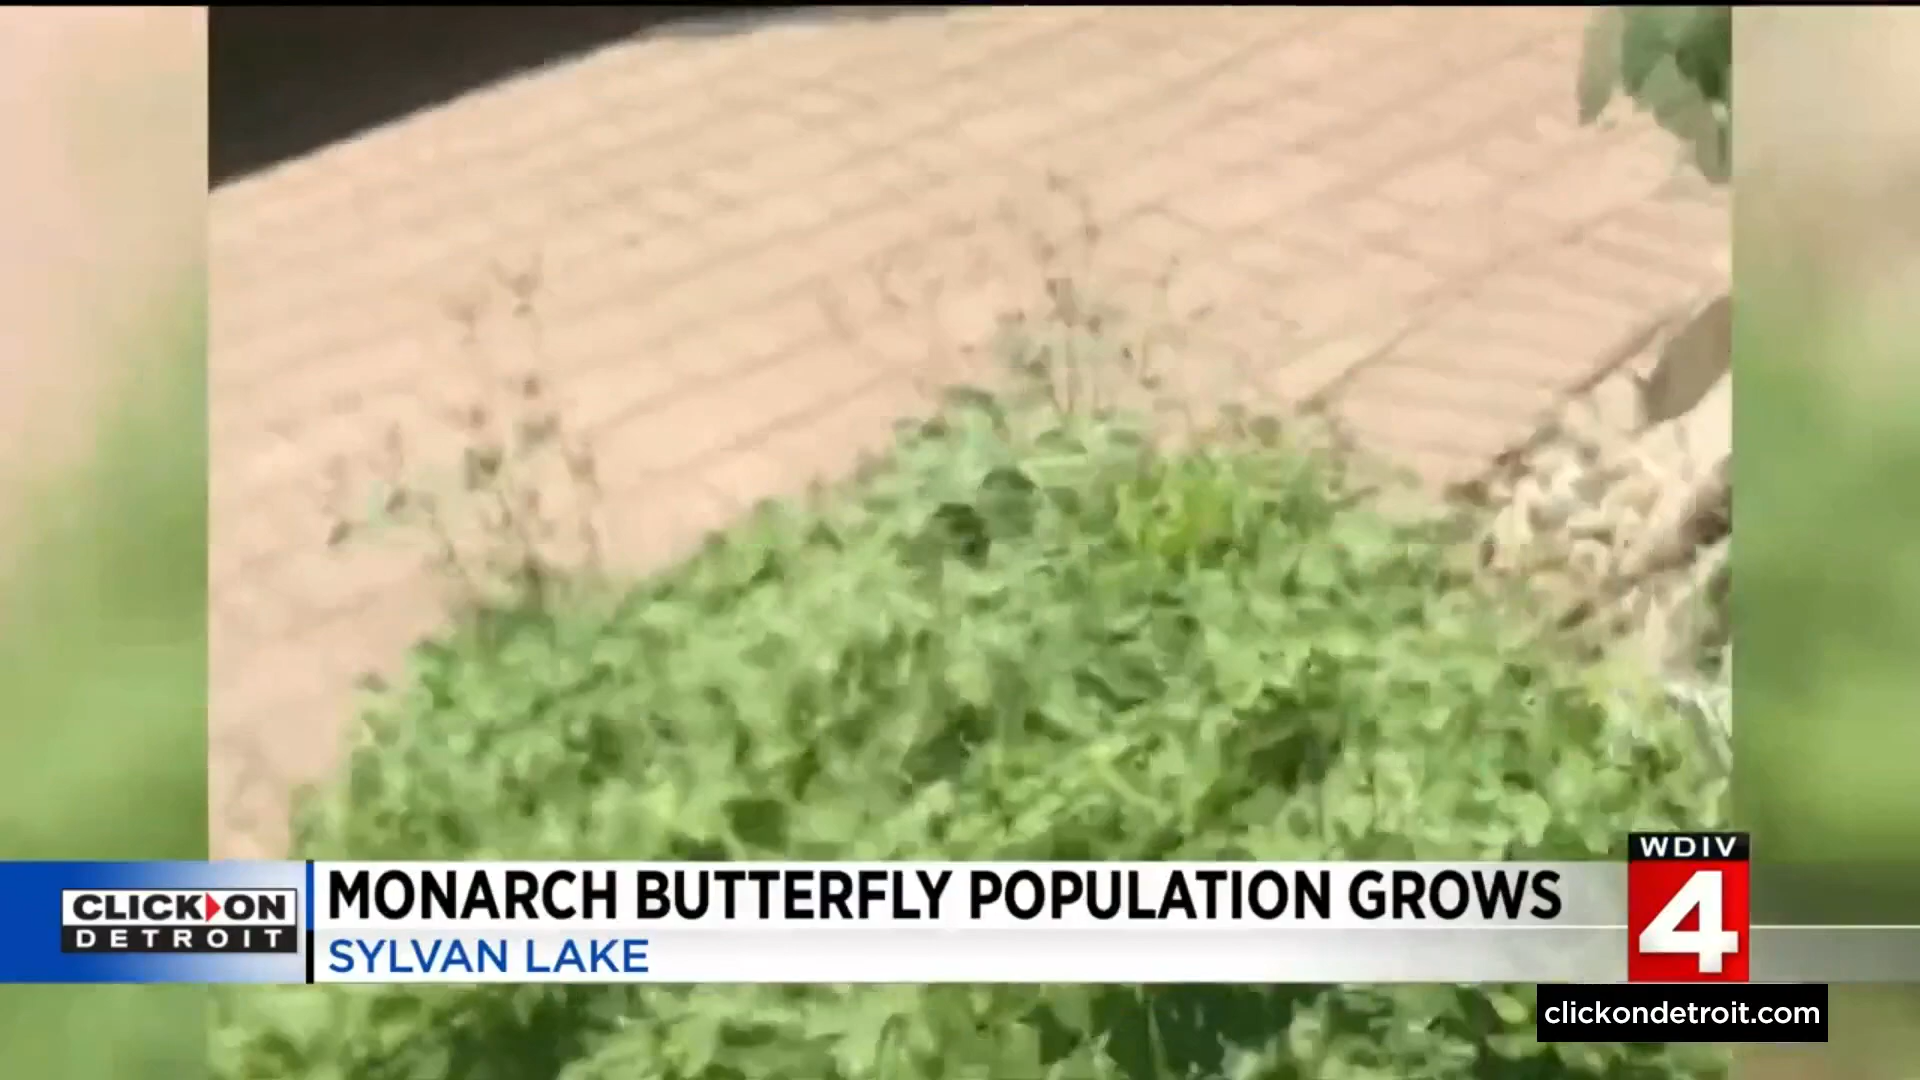 CLICK ON
DETROIT
MONARCH BUTTERFLY POPULATION GROWS
SYLVAN LAKE
WDIV
4
clickondetroit.com